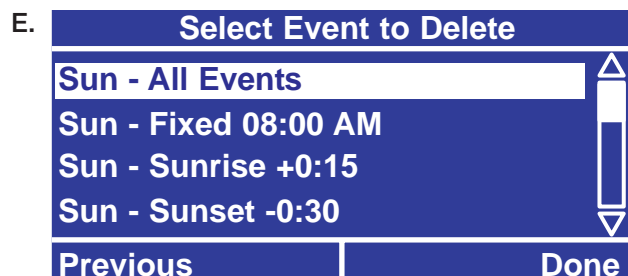 E.
Select Event to Delete
Sun - All Events
Sun - Fixed 08:00 AM
Sun - Sunrise +0:15
Sun - Sunset -0:30
Previous Done